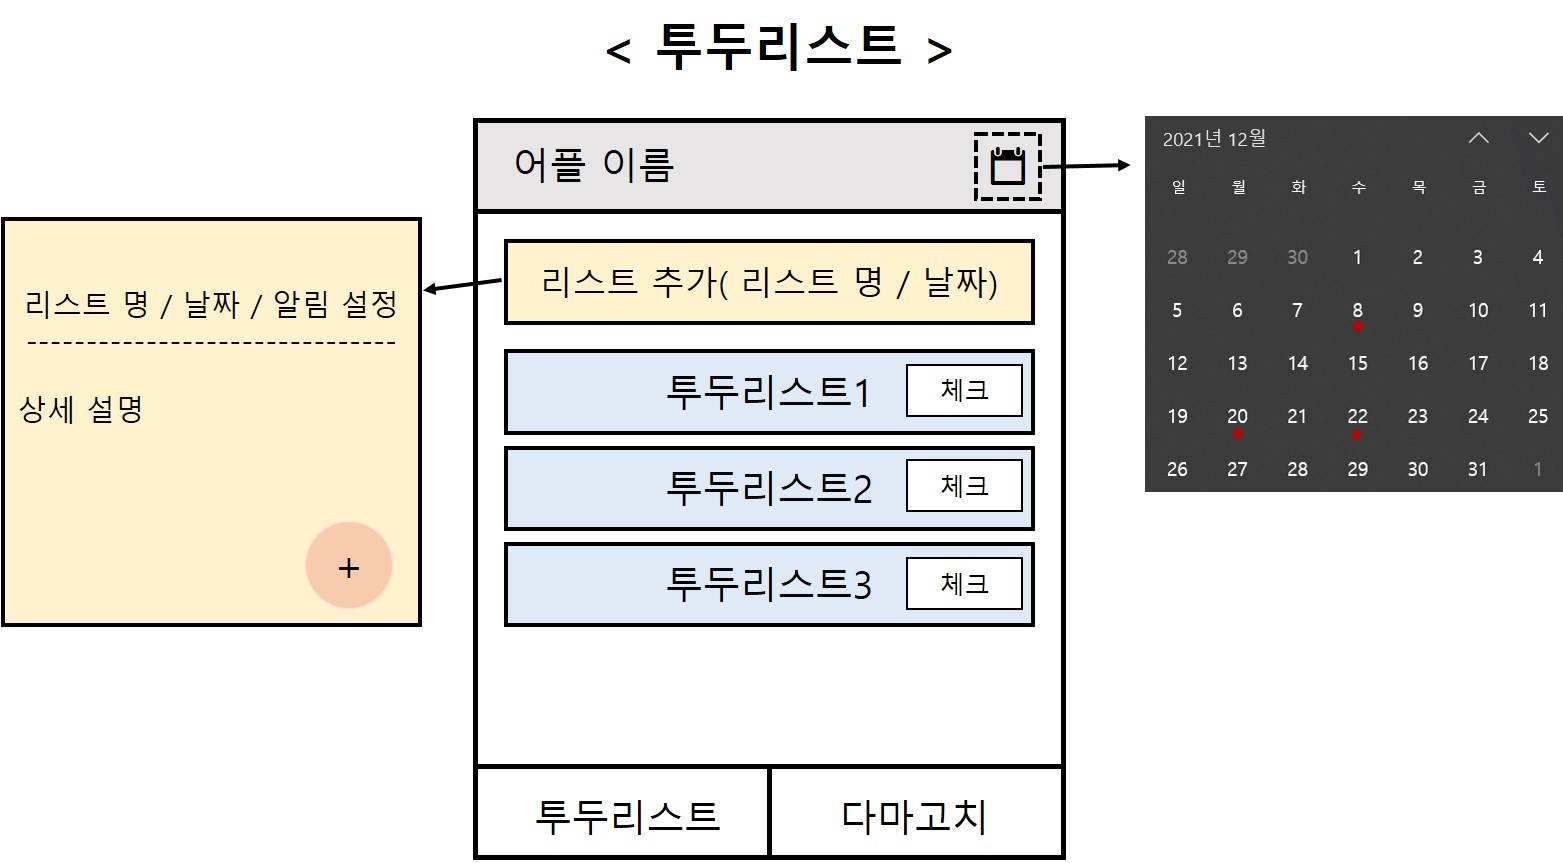 < 투두리스트 >
어플 이름
리스트 추가( 리스트 명 / 날짜)
투두리스트1
체크
투두리스트2
체크
투두리스트3
체크
투두리스트
다마고치
리스트 명 / 날짜 / 알림 설정
-------------------------------
상세 설명
+
2021년 12월
일 월 화 수 목 금 토
28 29 30 1 2 3 4
5 6 7 8 9 10 11
12 13 14 15 16 17 18
19 20 21 22 23 24 25
26 27 28 29 30 31 1